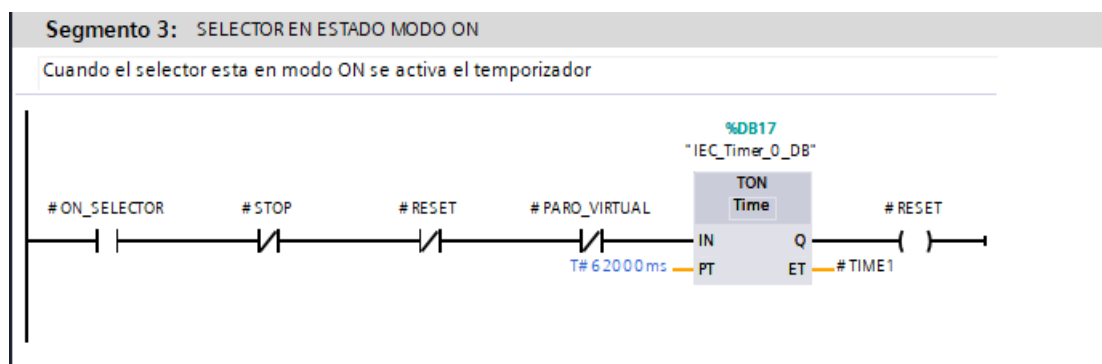 Segmento 3: SELECTOR EN ESTADO MODO ON
Cuando el selector esta en modo ON se activa el temporizador
%DB17
"IEC_Timer_0_DB"
TON
Time
#ON_SELECTOR #STOP #RESET #PARO_VIRTUAL #RESET
IN Q
T#62000ms PT ET #TIME1